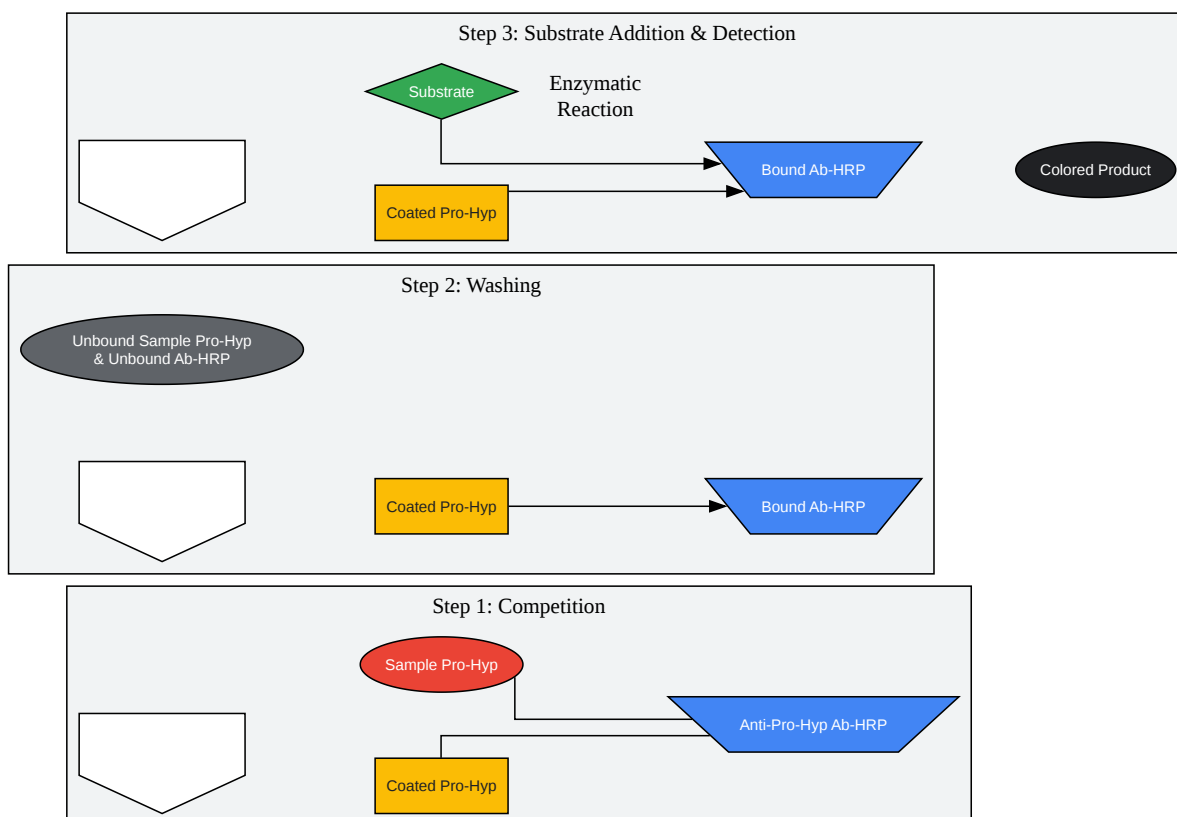 Step 3: Substrate Addition & Detection
Substrate
Enzymatic
Reaction
Bound Ab-HRP
Colored Product
Coated Pro-Hyp
Step 2: Washing
Unbound Sample Pro-Hyp
& Unbound Ab-HRP
Coated Pro-Hyp
Bound Ab-HRP
Step 1: Competition
Sample Pro-Hyp
Anti-Pro-Hyp Ab-HRP
Coated Pro-Hyp